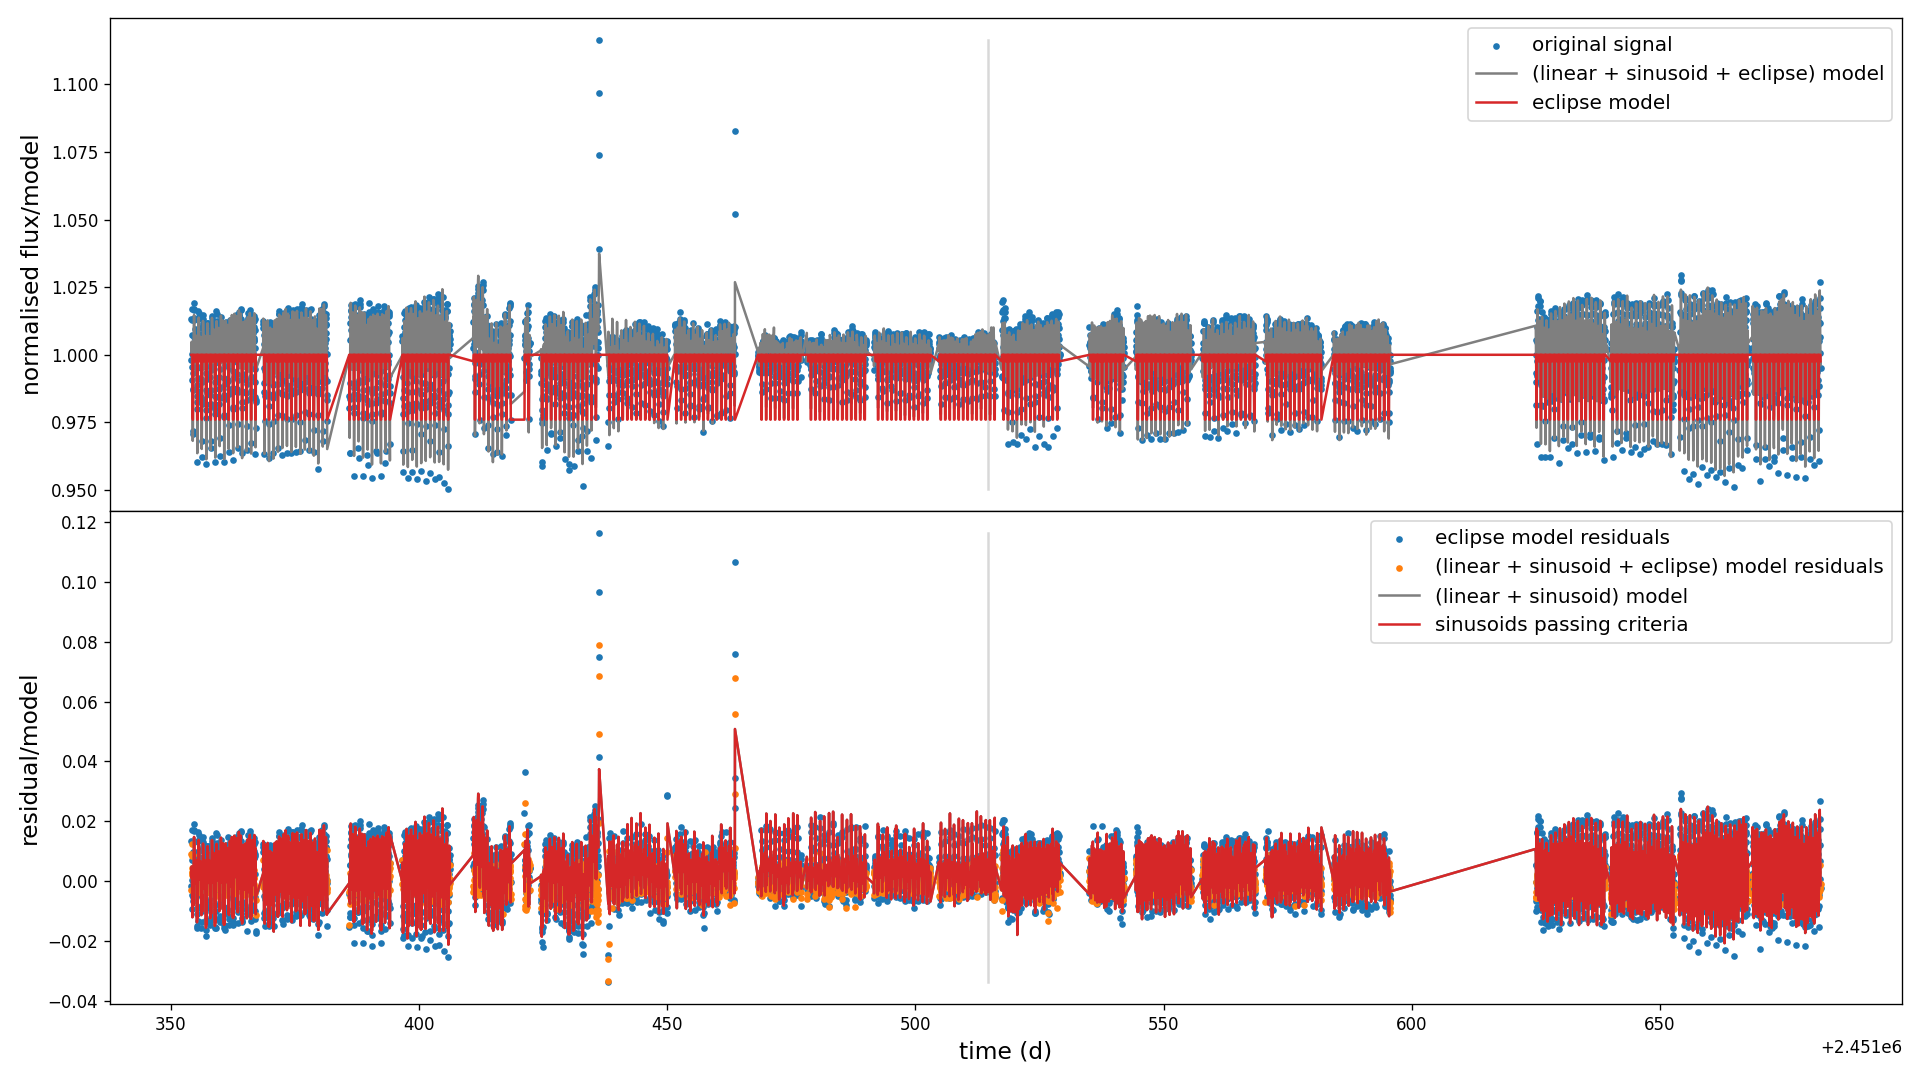 original signal
(linear + sinusoid + eclipse) model
eclipse model
normalised flux/model
1.100
1.075
1.050
1.025
1.000
0.975
0.950
eclipse model residuals
(linear + sinusoid + eclipse) model residuals
(linear + sinusoid) model
sinusoids passing criteria
residual/model
0.12
0.10
0.08
0.06
0.04
0.02
0.00
−0.02
−0.04
350 400 450 500 550 600 650
time (d)
+2.451e6